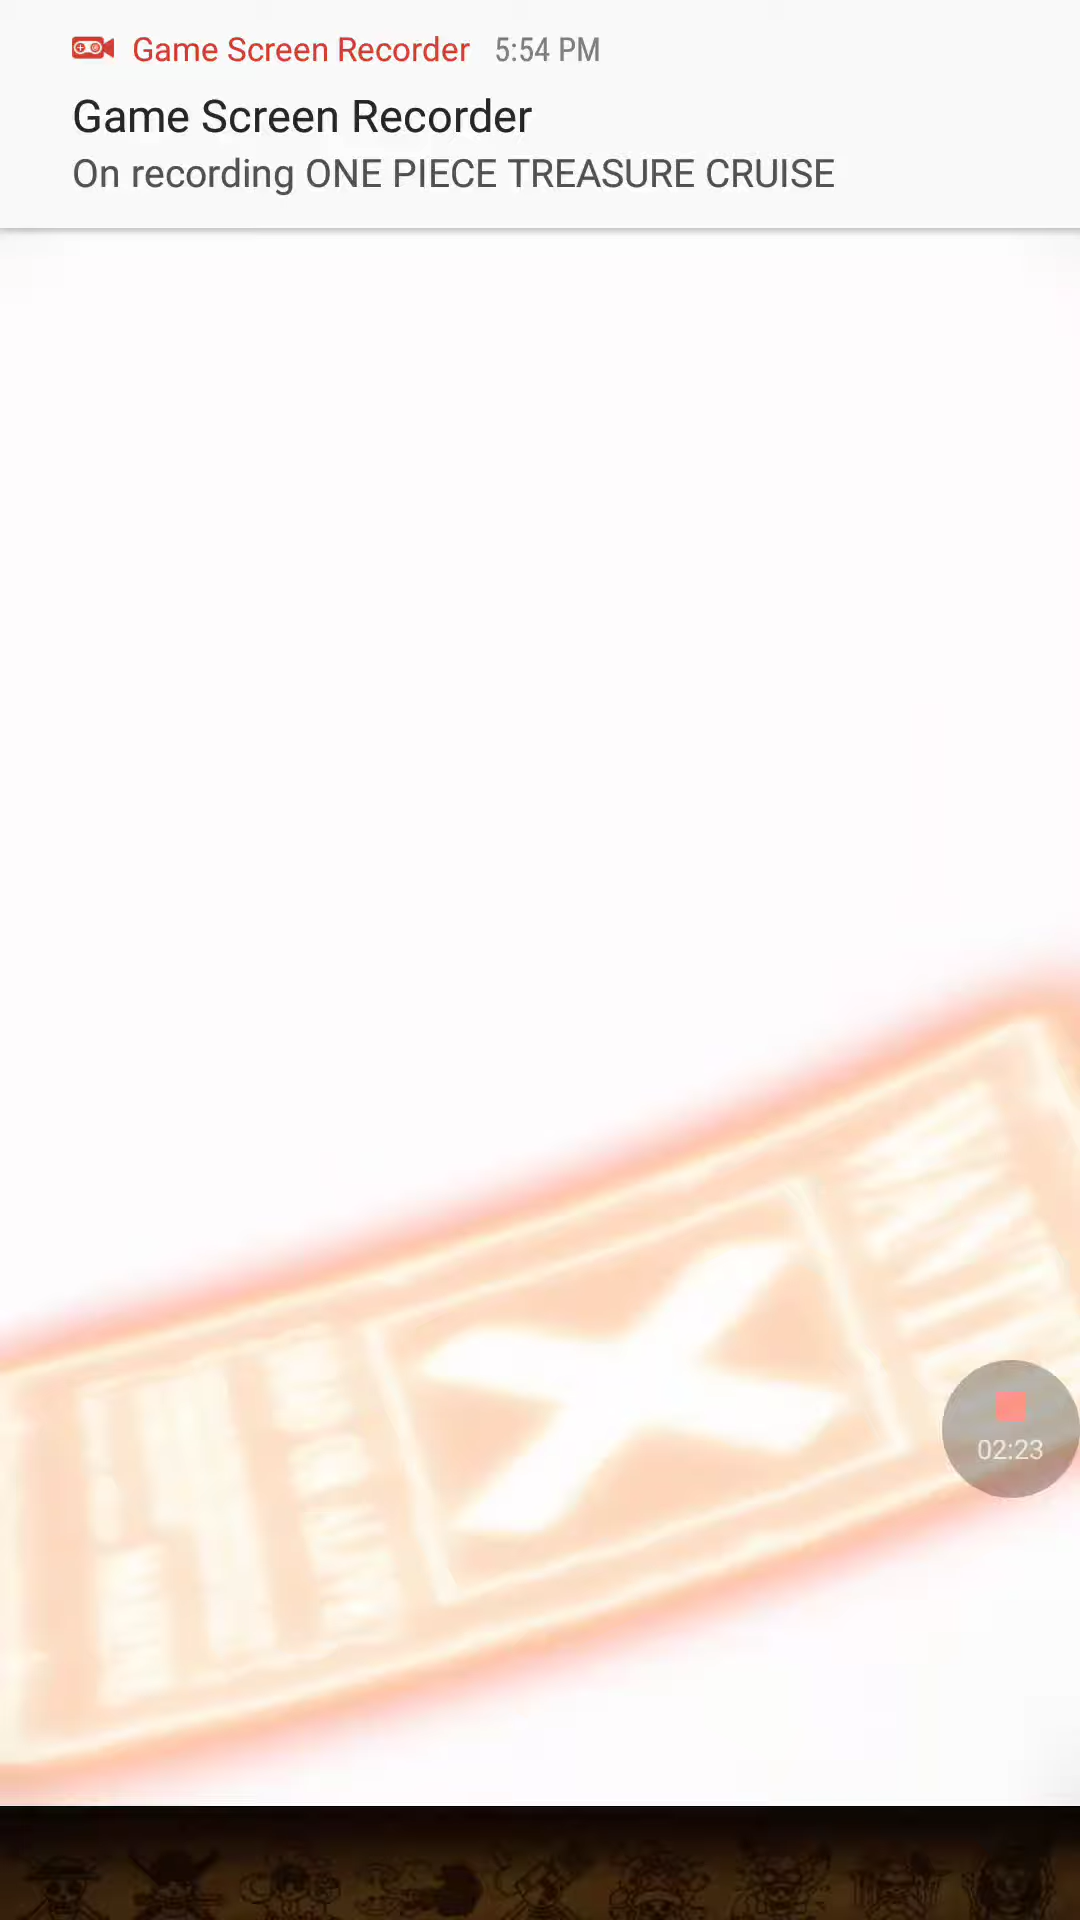 Game Screen Recorder 5:54 PM
Game Screen Recorder
On recording ONE PIECE TREASURE CRUISE
02:23